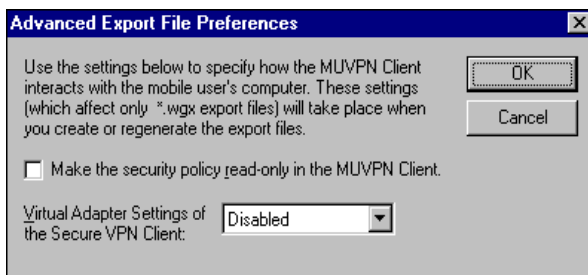 Advanced Export File Preferences
Use the settings below to specify how the MUVPN Client
interacts with the mobile user's computer. These settings
(which affect only *.wgx export files) will take place when
you create or regenerate the export files.
OK
Cancel
Make the security policy read-only in the MUVPN Client.
Virtual Adapter Settings of
the Secure VPN Client:
Disabled